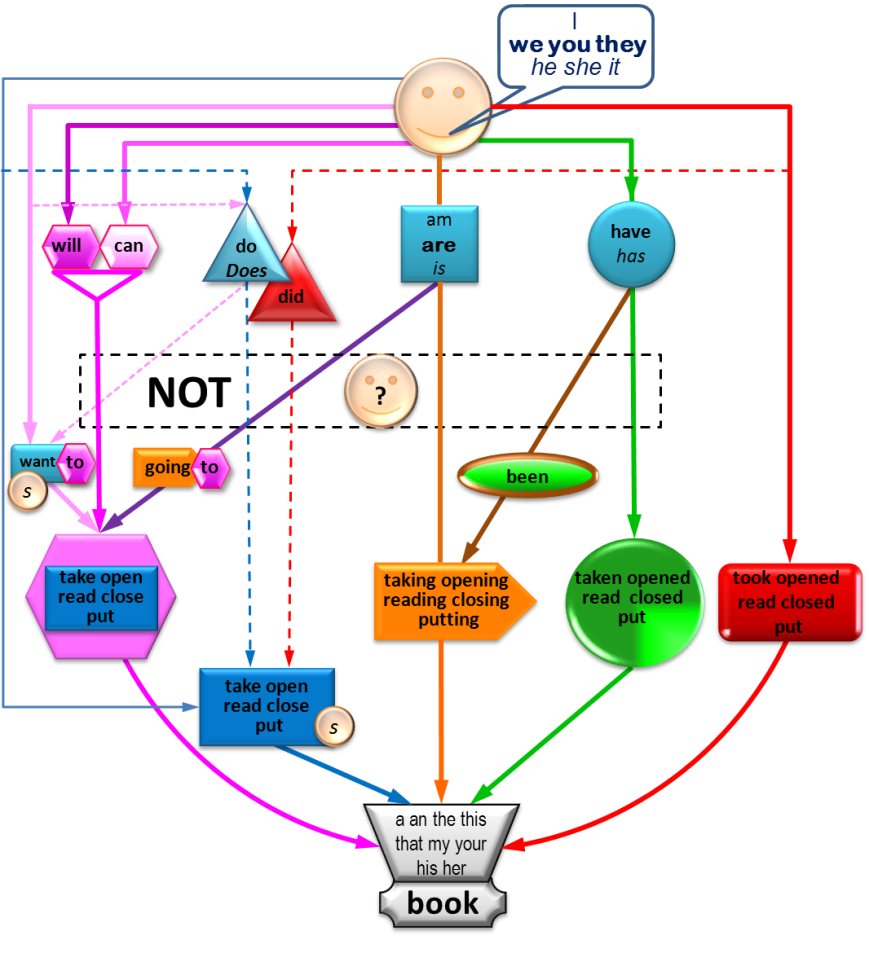 I
we you they
he she it
will
can
do
Does
did
am
are
is
have
has
NOT
?
want to
s
going to
been
take open
read close
put
taking opening
reading closing
putting
taken opened
read closed
put
took opened
read closed
put
take open
read close
put
s
a an the this
that my your
his her
book